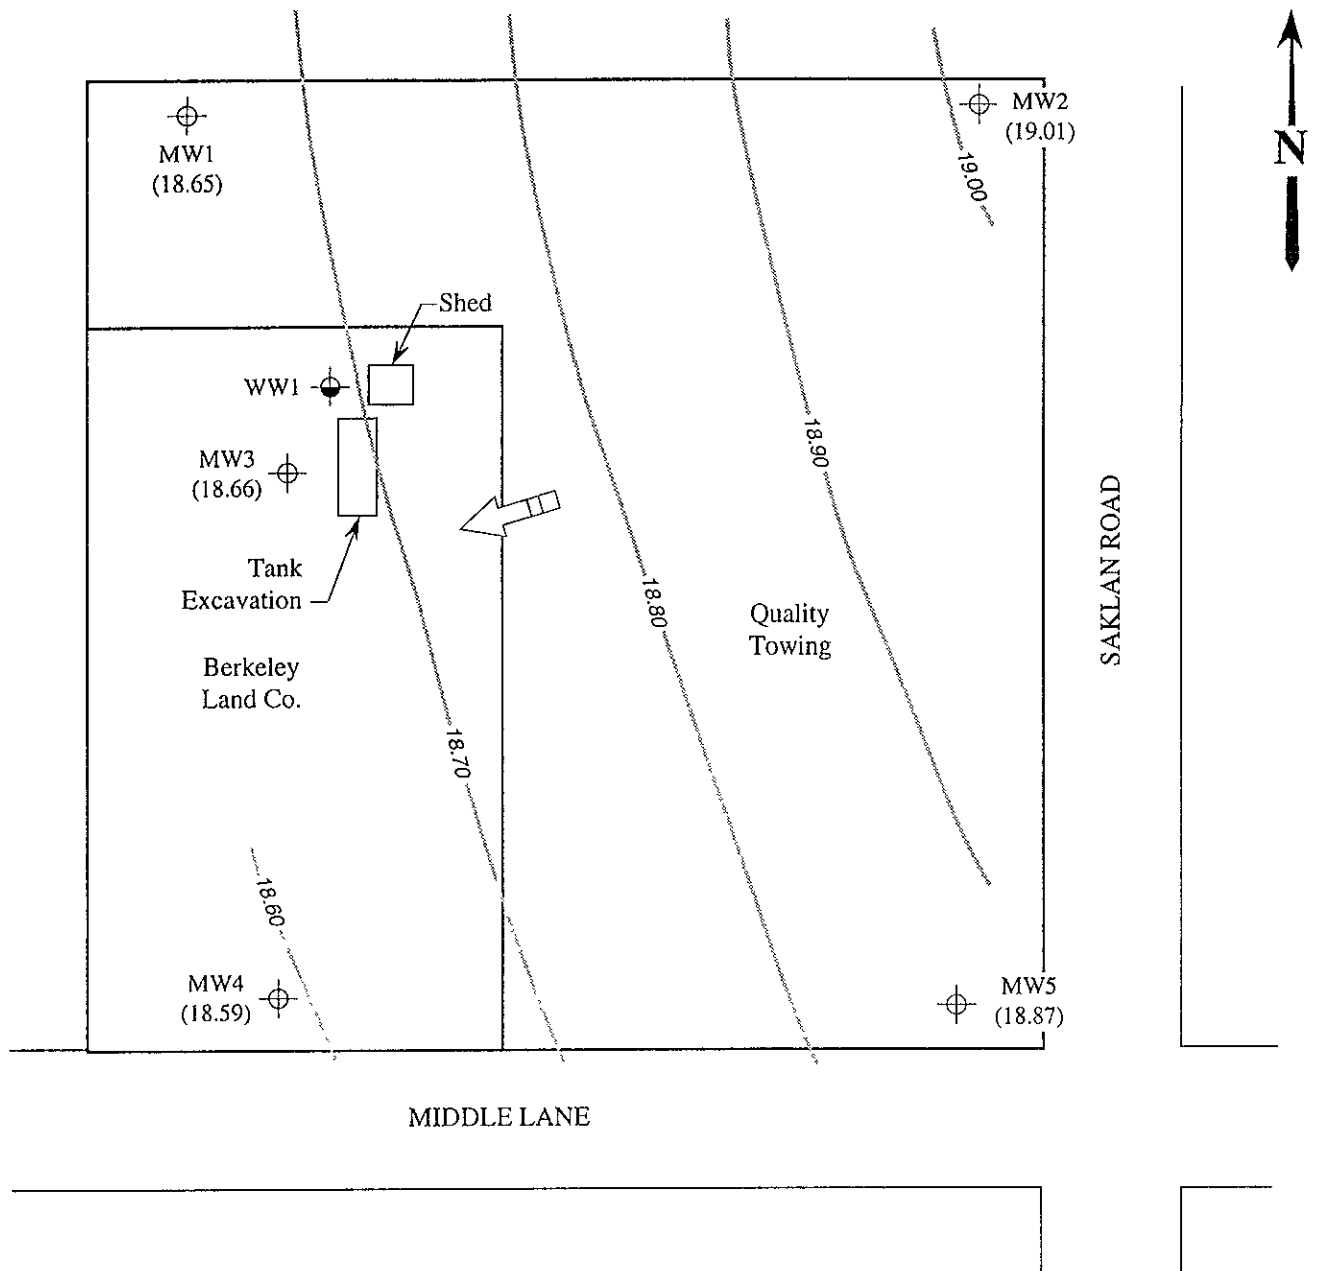 MW1
(18.65)
MW2
(19.01)
N
19.00
Shed
WW1
MW3
(18.66)
18.90
Tank
Excavation
18.80
Quality
Towing
SAKLAN ROAD
Berkeley
Land Co.
18.70
18.60
MW4
(18.59)
MW5
(18.87)
MIDDLE LANE